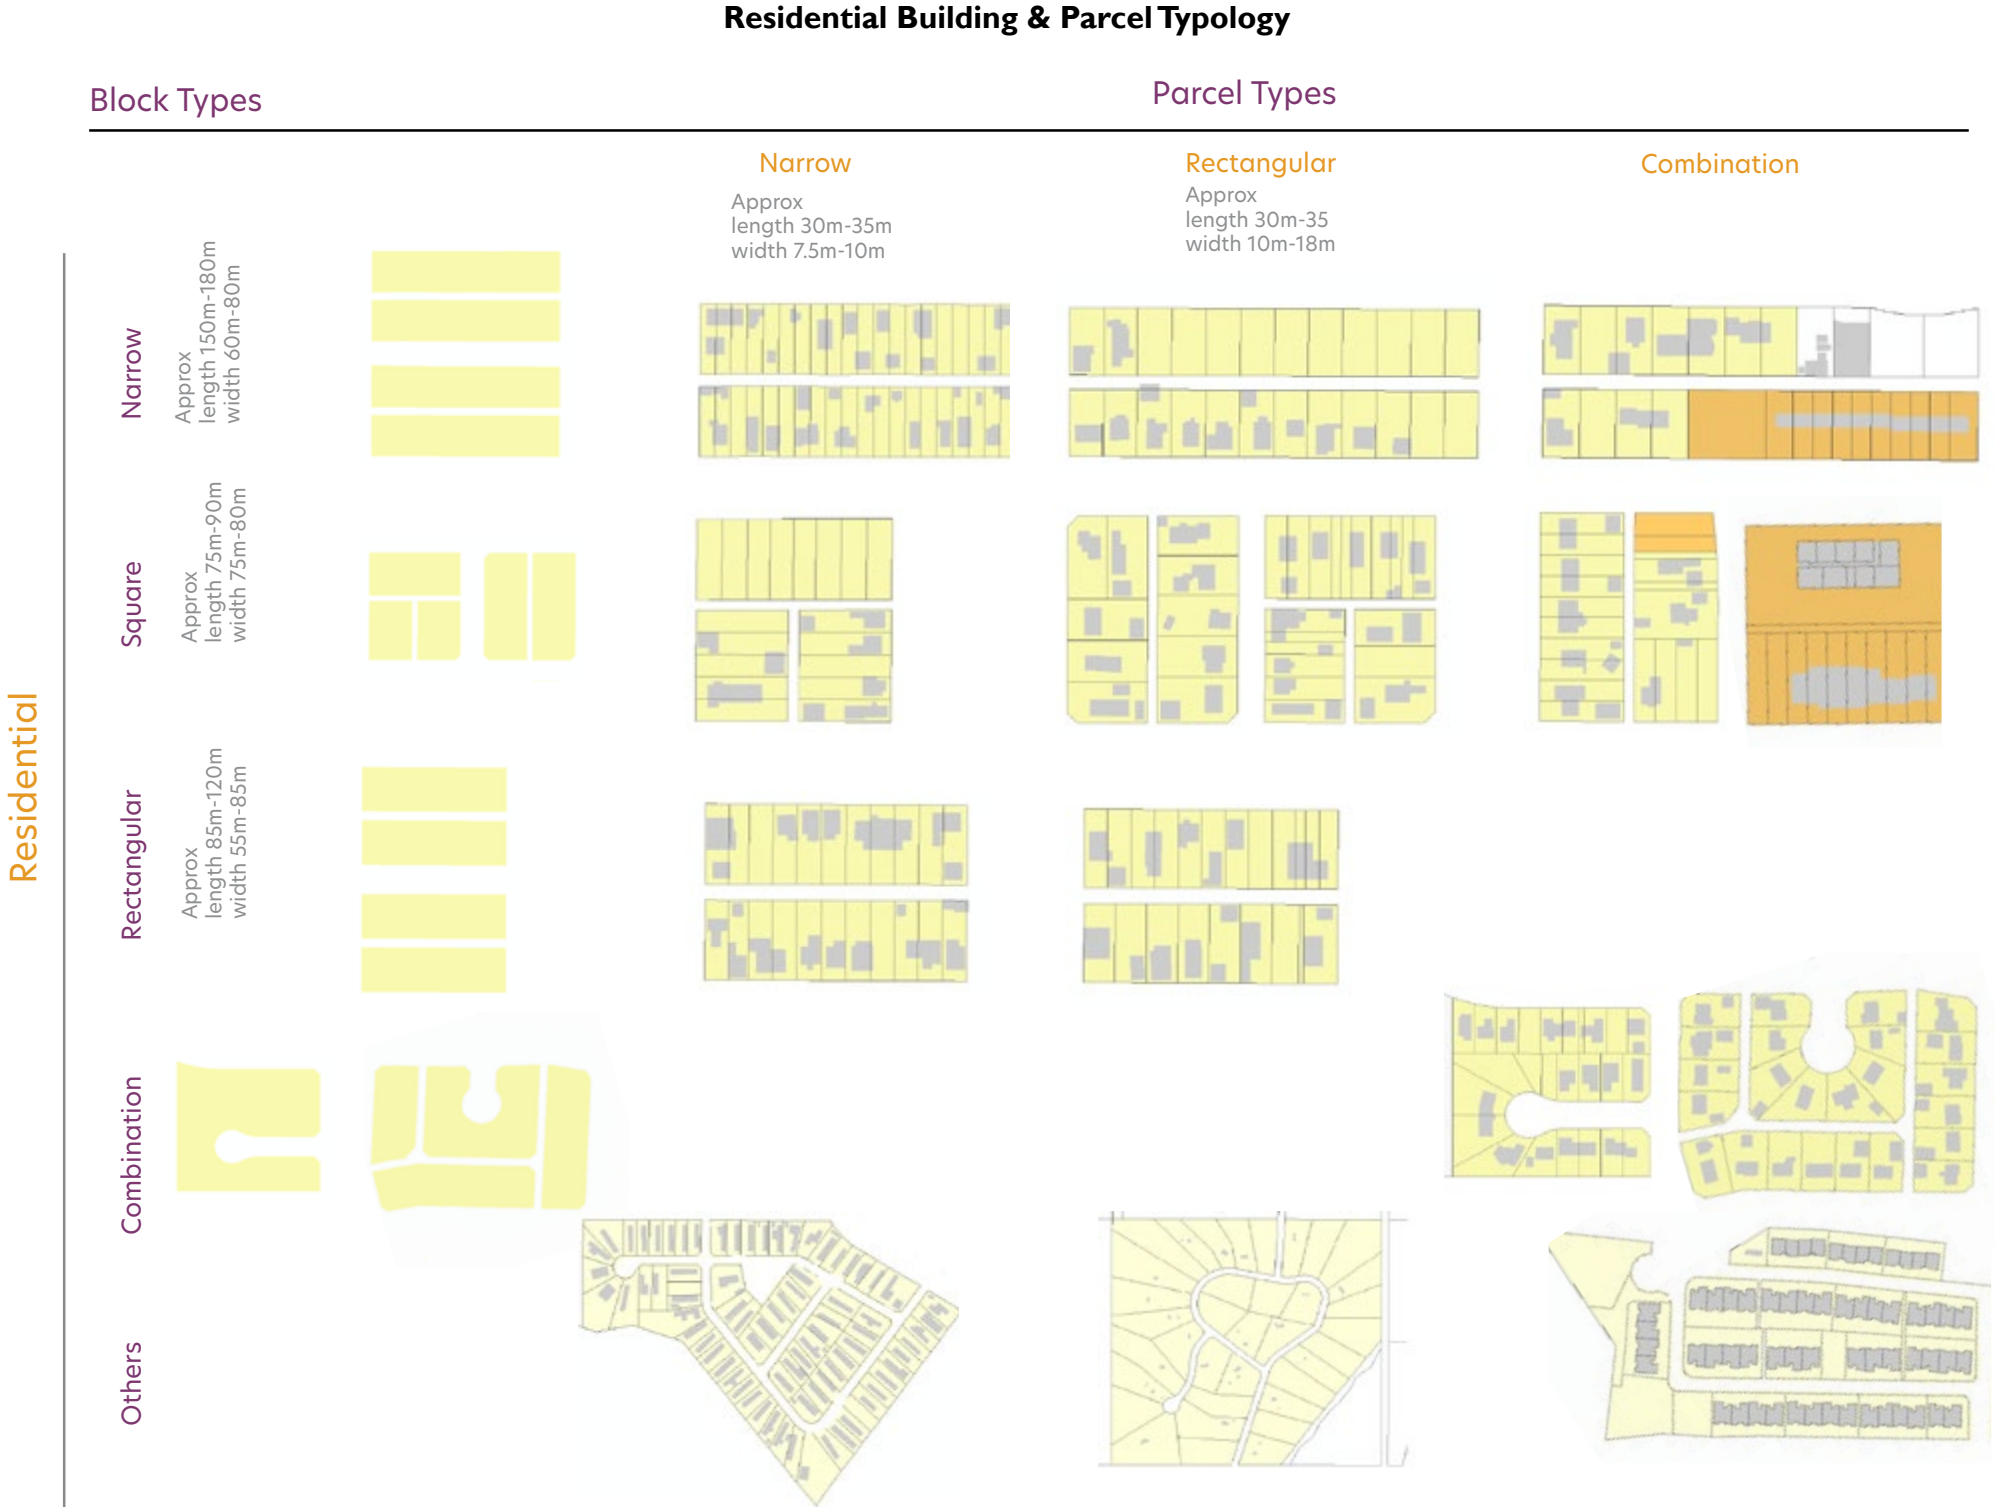 Residential Building & Parcel Typology
Block Types
Parcel Types
Narrow
Approx
length 30m-35m
width 7.5m-10m
Rectangular
Approx
length 30m-35
width 10m-18m
Combination
Residential
Narrow
Approx
length 150m-180m
width 60m-80m
Square
Approx
length 75m-90m
width 75m-80m
Rectangular
Approx
length 85m-120m
width 55m-85m
Combination
Others